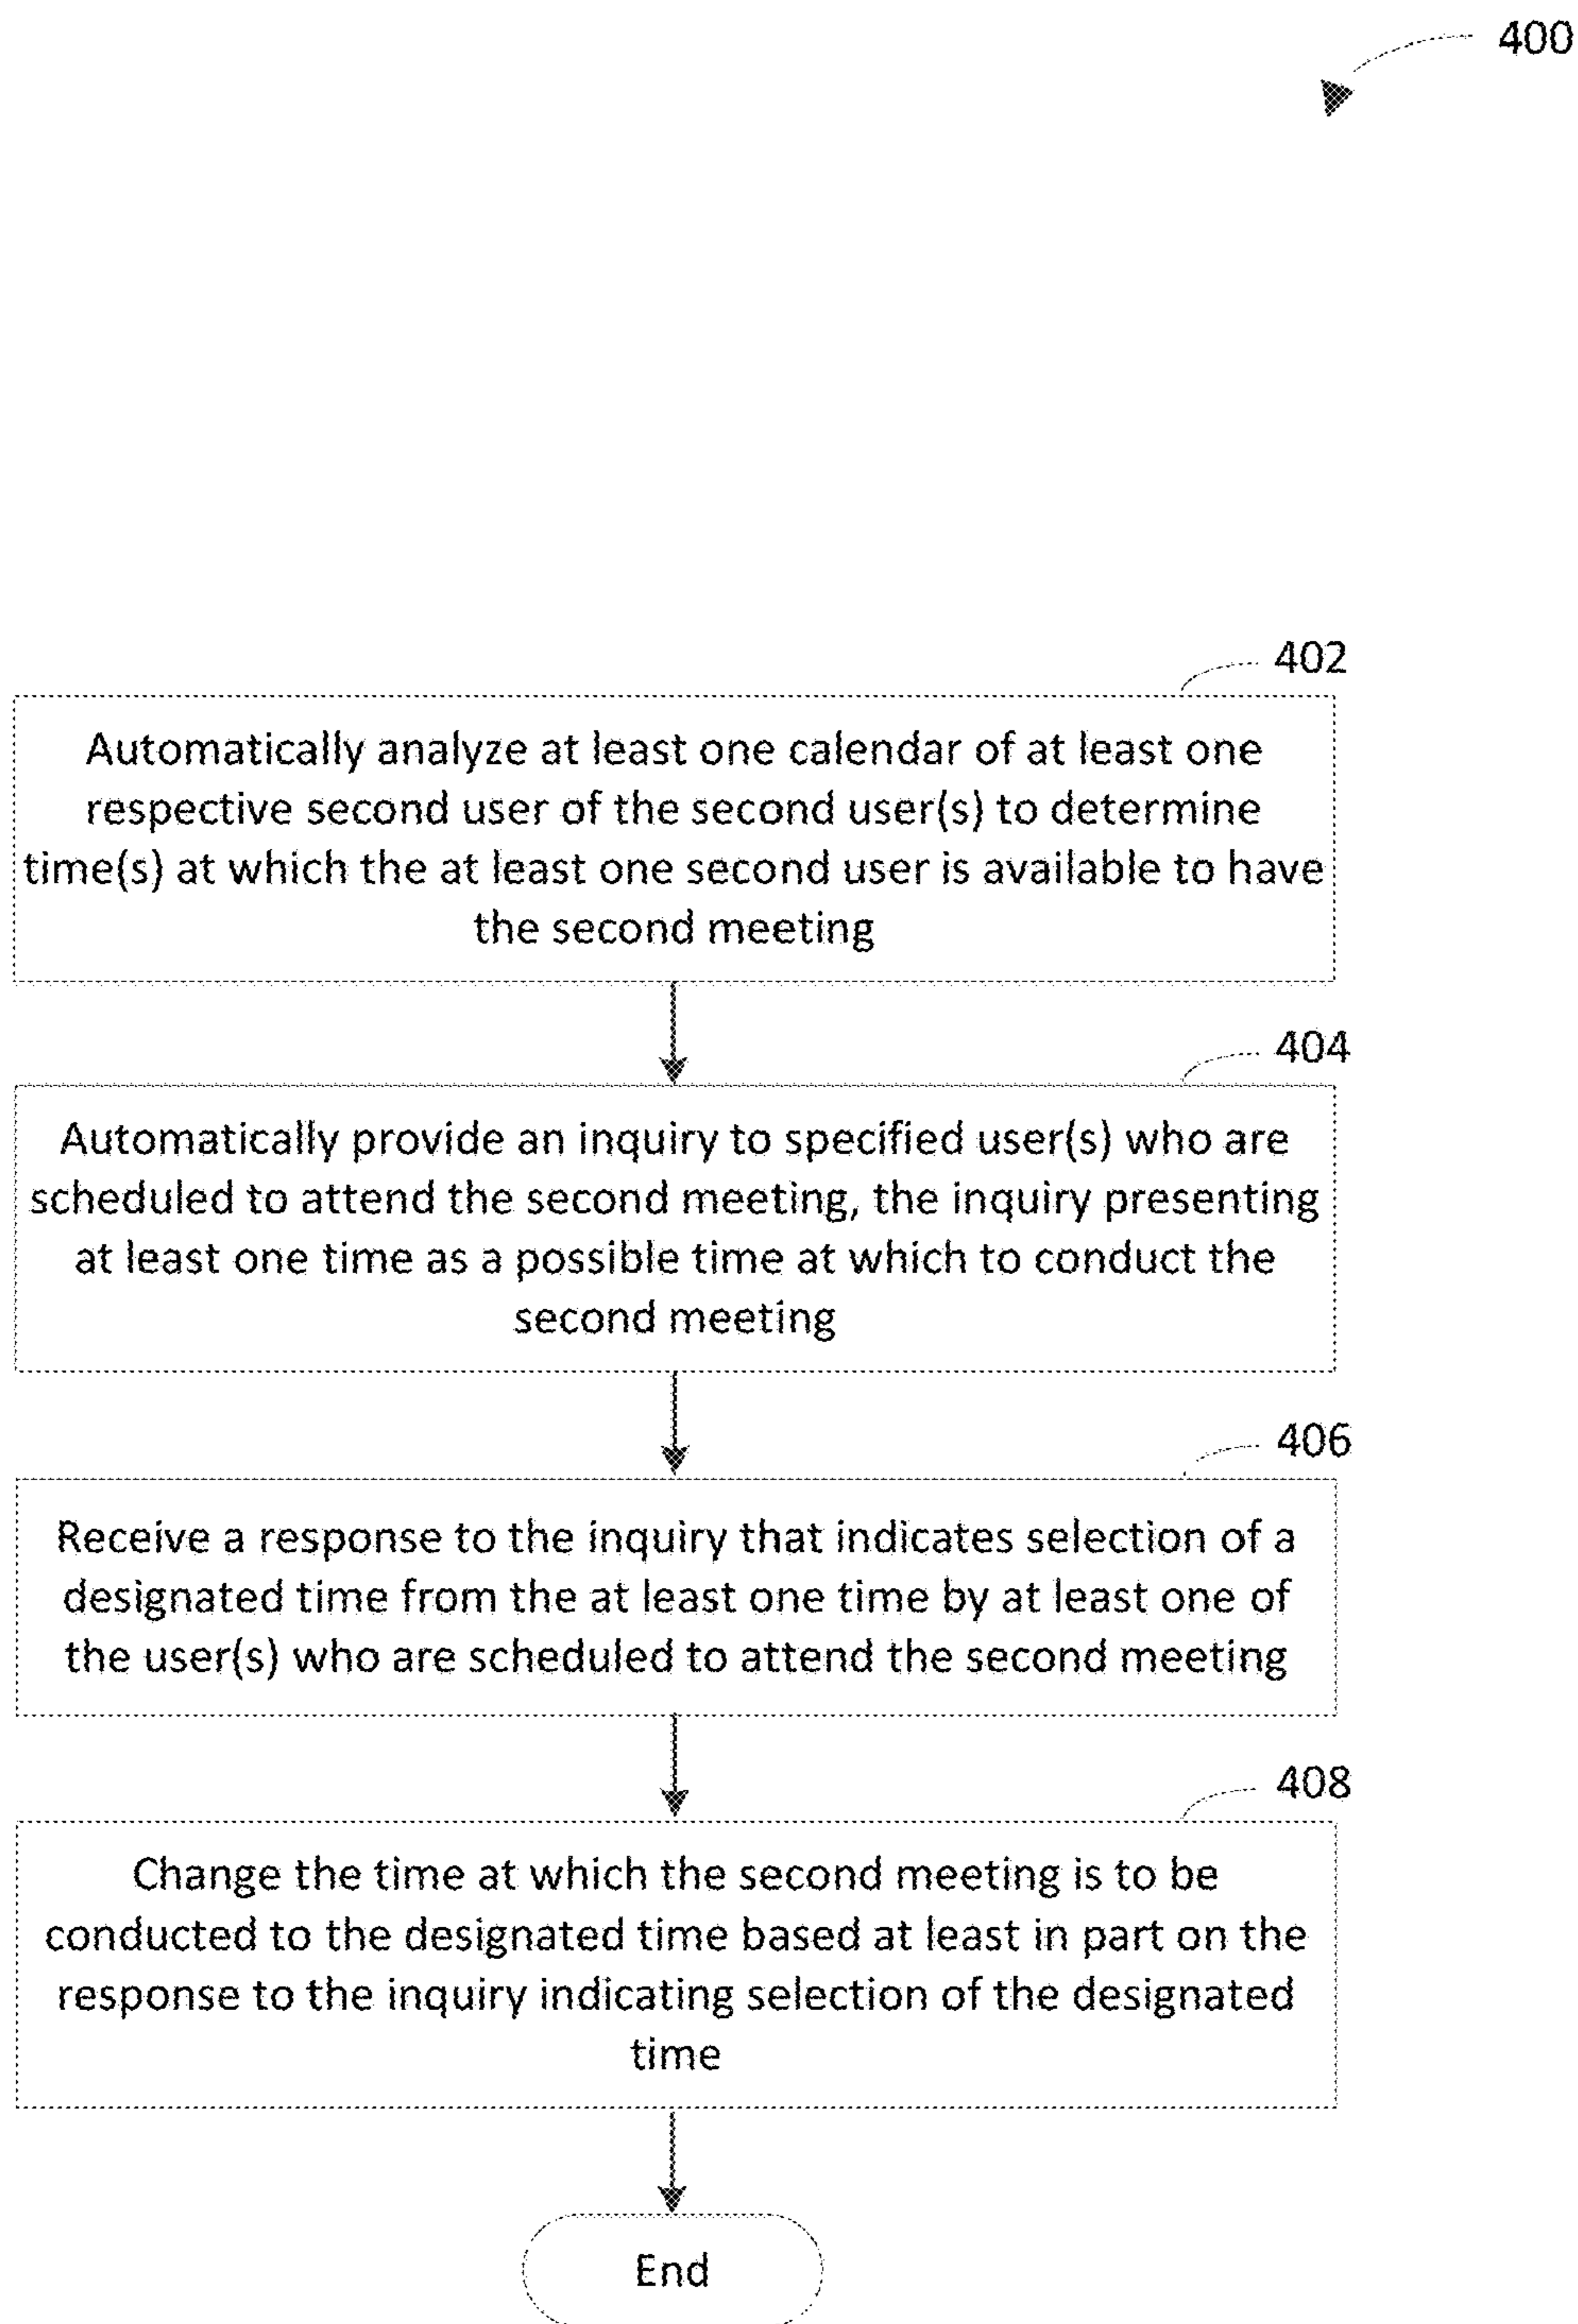 400
402
Automatically analyze at least one calendar of at least one
respective second user of the second user(s) to determine
time(s) at which the at least one second user is available to have
the second meeting
404
Automatically provide an inquiry to specified user(s) who are
scheduled to attend the second meeting, the inquiry presenting
at least one time as a possible time at which to conduct the
second meeting
406
Receive a response to the inquiry that indicates selection of a
designated time from the at least one time by at least one of
the user(s) who are scheduled to attend the second meeting
408
Change the time at which the second meeting is to be
conducted to the designated time based at least in part on the
response to the inquiry indicating selection of the designated
time
End